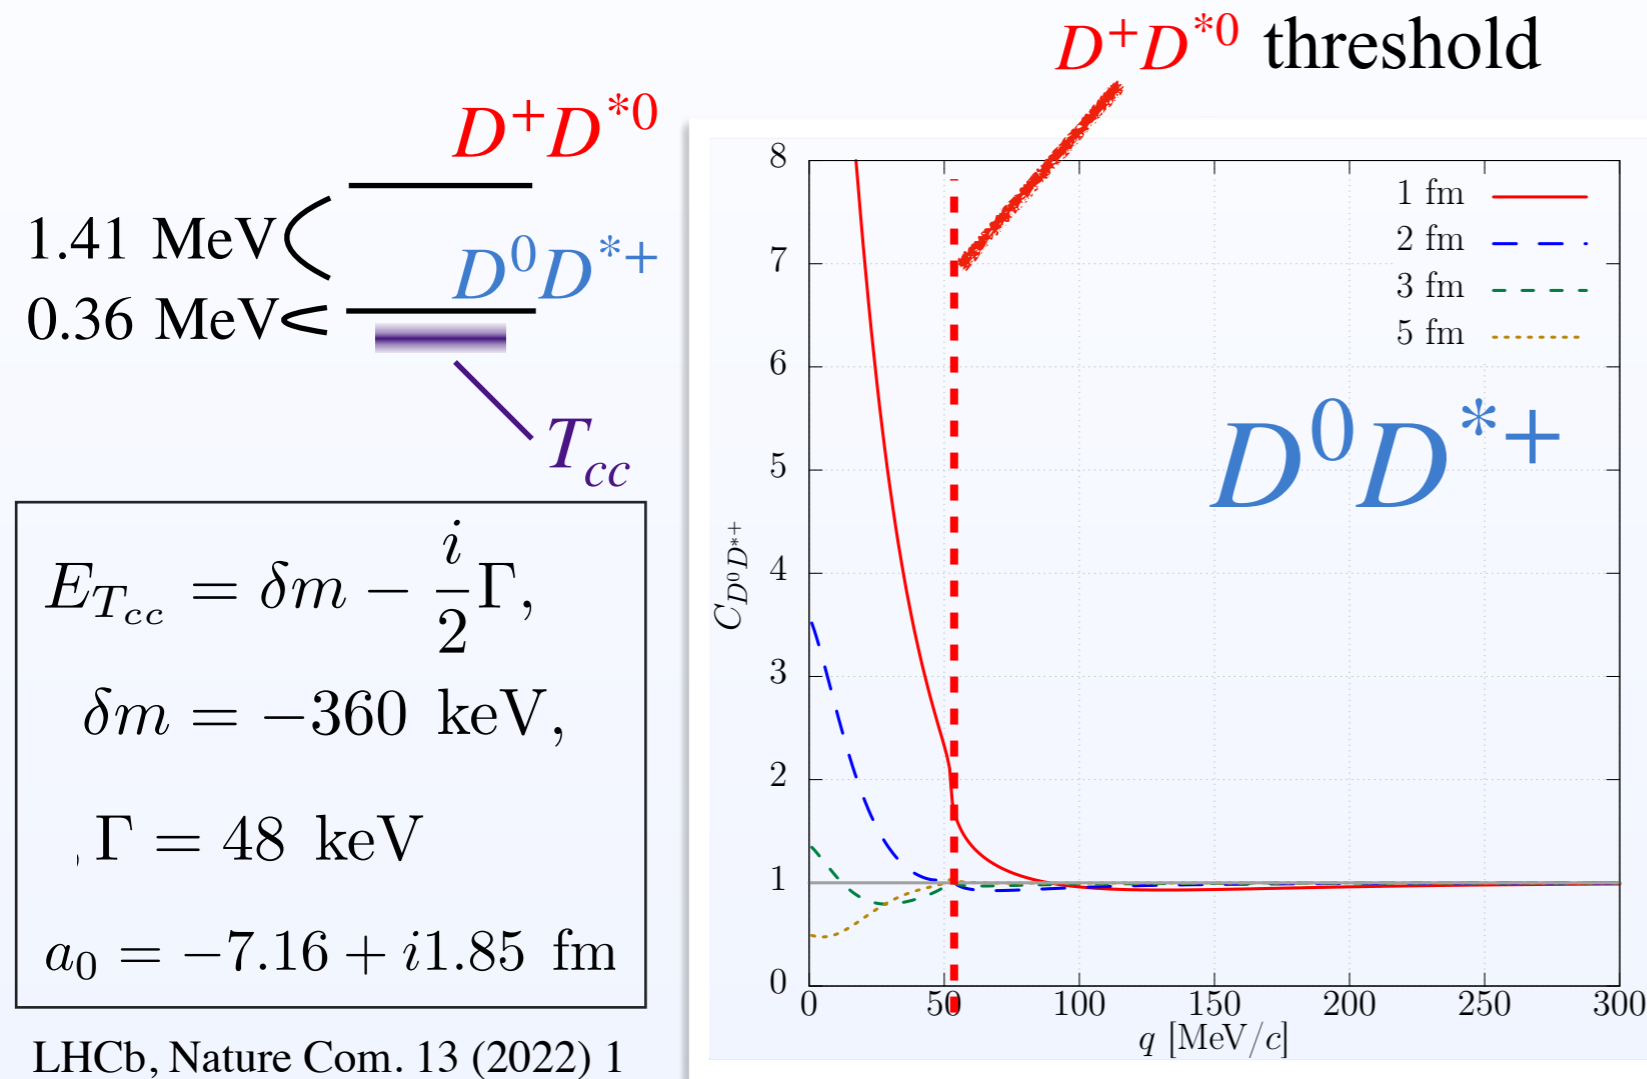 D⁺D*⁰ threshold
D⁺D*⁰
1.41 MeV
D⁰D*⁺
0.36 MeV
T_cc
E_{T_cc} = δm − i/2 Γ,
δm = −360 keV,
, Γ = 48 keV
a₀ = −7.16 + i1.85 fm
LHCb, Nature Com. 13 (2022) 1
8
7
6
5
4
3
2
1
0
C_{D⁰D*⁺}
1 fm
2 fm
3 fm
5 fm
D⁰D*⁺
0 50 100 150 200 250 300
q [MeV/c]